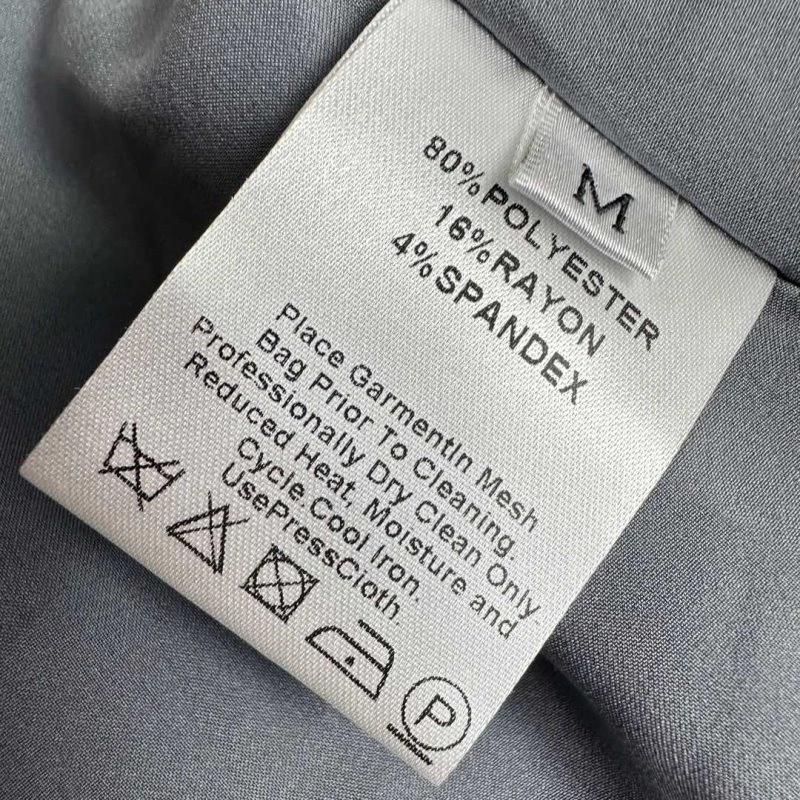 M
80%POLYESTER
16%RAYON
4%SPANDEX
Place GarmentIn Mesh
Bag Prior To Cleaning.
Professionally Dry Clean Only-
Reduced Heat, Moisture and
Cycle.Cool Iron.
UsePressCloth.
P